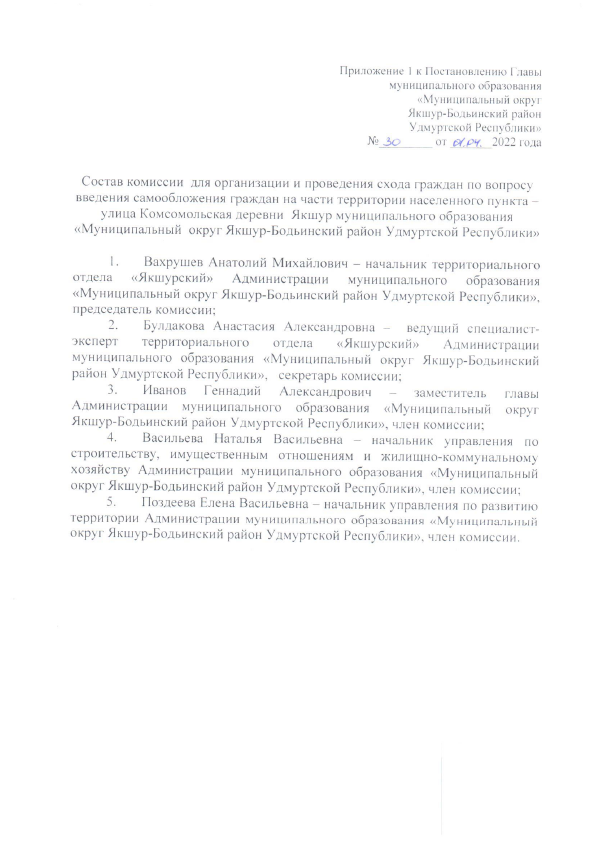 Приложение 1 к Постановлению Главы
муниципального образования
«Муниципальный округ
Якшур-Бодьинский район
Удмуртской Республики»
№ 30 от 01.04. 2022 года
Состав комиссии для организации и проведения схода граждан по вопросу
введения самообложения граждан на части территории населенного пункта –
улица Комсомольская деревни Якшур муниципального образования
«Муниципальный округ Якшур-Бодьинский район Удмуртской Республики»
1. Вахрушев Анатолий Михайлович – начальник территориального
отдела «Якшурский» Администрации муниципального образования
«Муниципальный округ Якшур-Бодьинский район Удмуртской Республики»,
председатель комиссии;
2. Булдакова Анастасия Александровна – ведущий специалист-
эксперт территориального отдела «Якшурский» Администрации
муниципального образования «Муниципальный округ Якшур-Бодьинский
район Удмуртской Республики», секретарь комиссии;
3. Иванов Геннадий Александрович – заместитель главы
Администрации муниципального образования «Муниципальный округ
Якшур-Бодьинский район Удмуртской Республики», член комиссии;
4. Васильева Наталья Васильевна – начальник управления по
строительству, имущественным отношениям и жилищно-коммунальному
хозяйству Администрации муниципального образования «Муниципальный
округ Якшур-Бодьинский район Удмуртской Республики», член комиссии;
5. Поздеева Елена Васильевна – начальник управления по развитию
территории Администрации муниципального образования «Муниципальный
округ Якшур-Бодьинский район Удмуртской Республики», член комиссии.